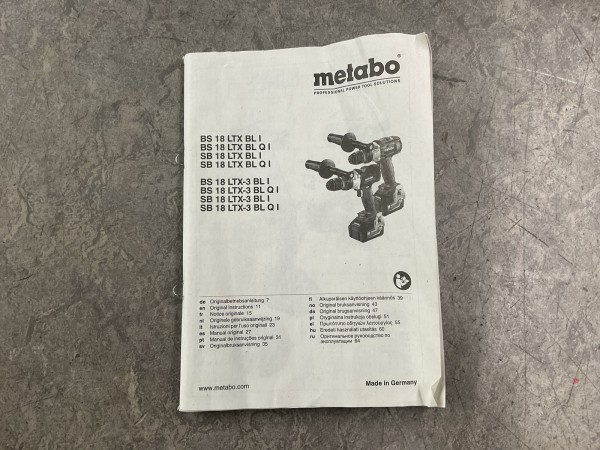 metabo®
PROFESSIONAL POWER TOOL SOLUTIONS
BS 18 LTX BL I
BS 18 LTX BL Q I
SB 18 LTX BL I
SB 18 LTX BL Q I
BS 18 LTX-3 BL I
BS 18 LTX-3 BL Q I
SB 18 LTX-3 BL I
SB 18 LTX-3 BL Q I
de Originalbetriebsanleitung 7
en Original instructions 11
fr Notice originale 15
nl Originele gebruiksaanwijzing 19
it Istruzioni per l'uso originali 23
es Manual original 27
pt Manual de instruções original 31
sv Originalbruksanvisning 35
fi Alkuperäisen käyttöohjeen käännös 39
no Original bruksanvisning 43
da Original brugsanvisning 47
pl Oryginalna instrukcja obsługi 51
el Πρωτότυπο οδηγιών λειτουργίας 55
hu Eredeti használati utasítás 60
ru Оригинальное руководство по
эксплуатации 64
www.metabo.com
Made in Germany